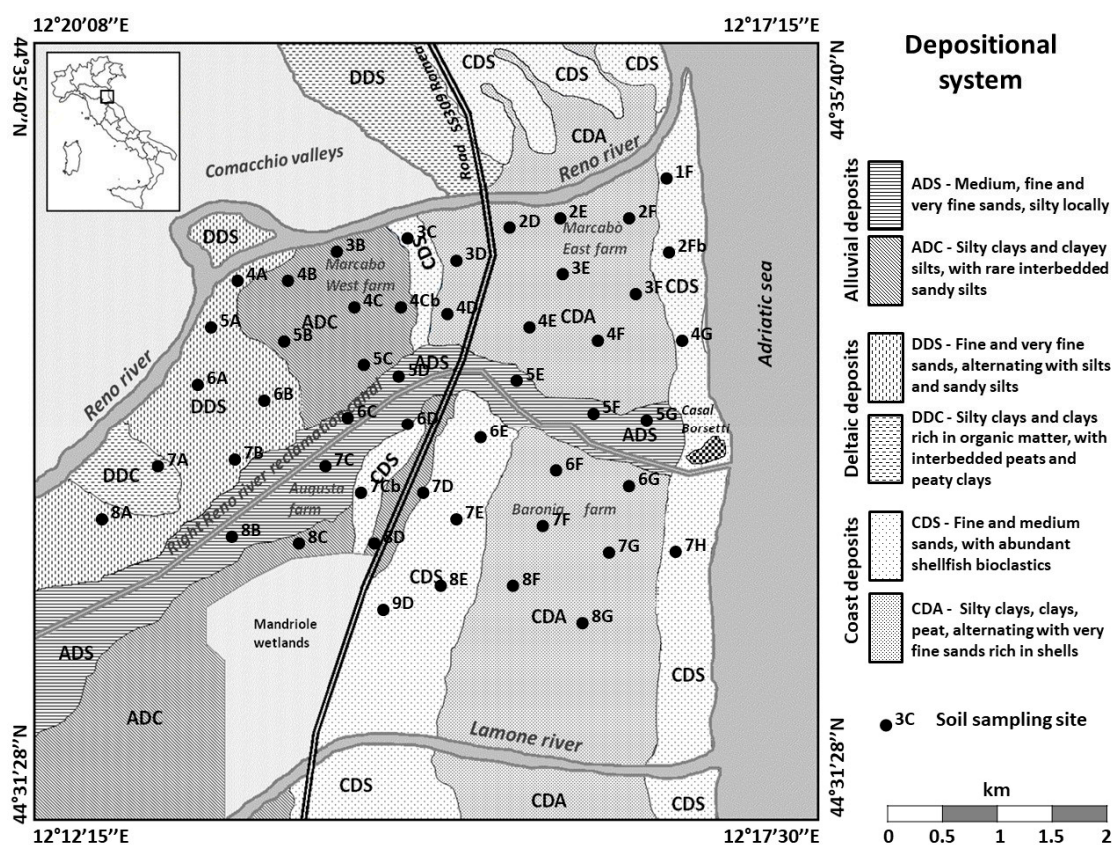 12°20'08''E
12°17'15''E
44°35'40''N
44°35'40''N
Depositional
system
Comacchio valleys
DDS
Road SS309 Romea
CDS
CDS
CDS
CDA
Reno river
1F
2D
2E
2F
Marcabò
East farm
2Fb
DDS
3B
3C
CDS
3D
3E
3F
CDS
Marcabò
West farm
4A
4B
4C
4Cb
4D
4E
CDA
4F
4G
ADC
5A
5B
5C
ADS
5D
5E
5F
5G
Casal
Borsetti
ADS
Adriatic sea
Reno river
6A
DDS
6B
6C
6D
6E
6F
6G
Right Reno river reclamation canal
DDC
7A
7B
7C
CDS
7Cb
7D
7E
Baronia farm
7F
7G
7H
Augusta
farm
8A
8B
8C
8D
CDS
8E
8F
8G
CDA
9D
Mandriole
wetlands
ADS
ADC
CDS
Lamone river
CDS
CDA
CDS
44°31'28''N
44°31'28''N
12°12'15''E
12°17'30''E
Alluvial deposits
ADS - Medium, fine and
very fine sands, silty locally
ADC - Silty clays and clayey
silts, with rare interbedded
sandy silts
Deltaic deposits
DDS - Fine and very fine
sands, alternating with silts
and sandy silts
DDC - Silty clays and clays
rich in organic matter, with
interbedded peats and
peaty clays
Coast deposits
CDS - Fine and medium
sands, with abundant
shellfish bioclastics
CDA - Silty clays, clays,
peat, alternating with very
fine sands rich in shells
3C Soil sampling site
km
0 0.5 1 1.5 2